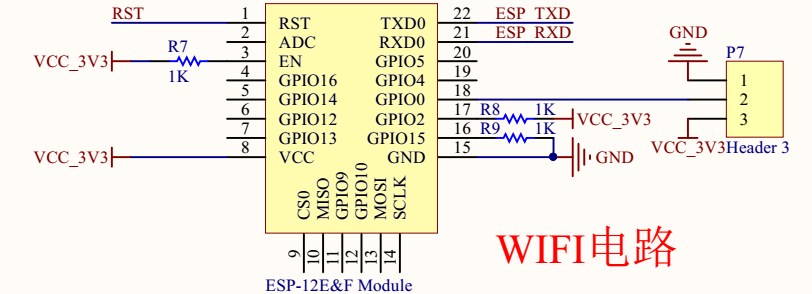 RST 1 RST TXD0 22 ESP_TXD
2 ADC RXD0 21 ESP_RXD
VCC_3V3 R7 1K 3 EN GPIO5 20
4 GPIO16 GPIO4 19
5 GPIO14 GPIO0 18
6 GPIO12 GPIO2 17 R8 1K VCC_3V3
7 GPIO13 GPIO15 16 R9 1K
VCC_3V3 8 VCC GND 15 GND
CS0 MISO GPIO9 GPIO10 MOSI SCLK
9 10 11 12 13 14
ESP-12E&F Module
GND
P7
1
2
3
VCC_3V3 Header 3
WIFI电路